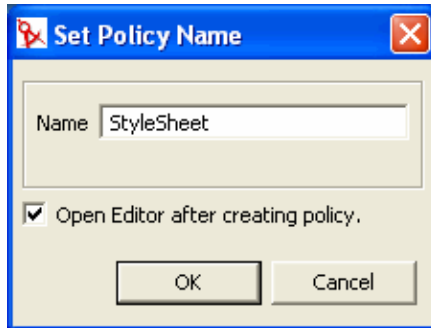 Set Policy Name
Name StyleSheet
Open Editor after creating policy.
OK Cancel